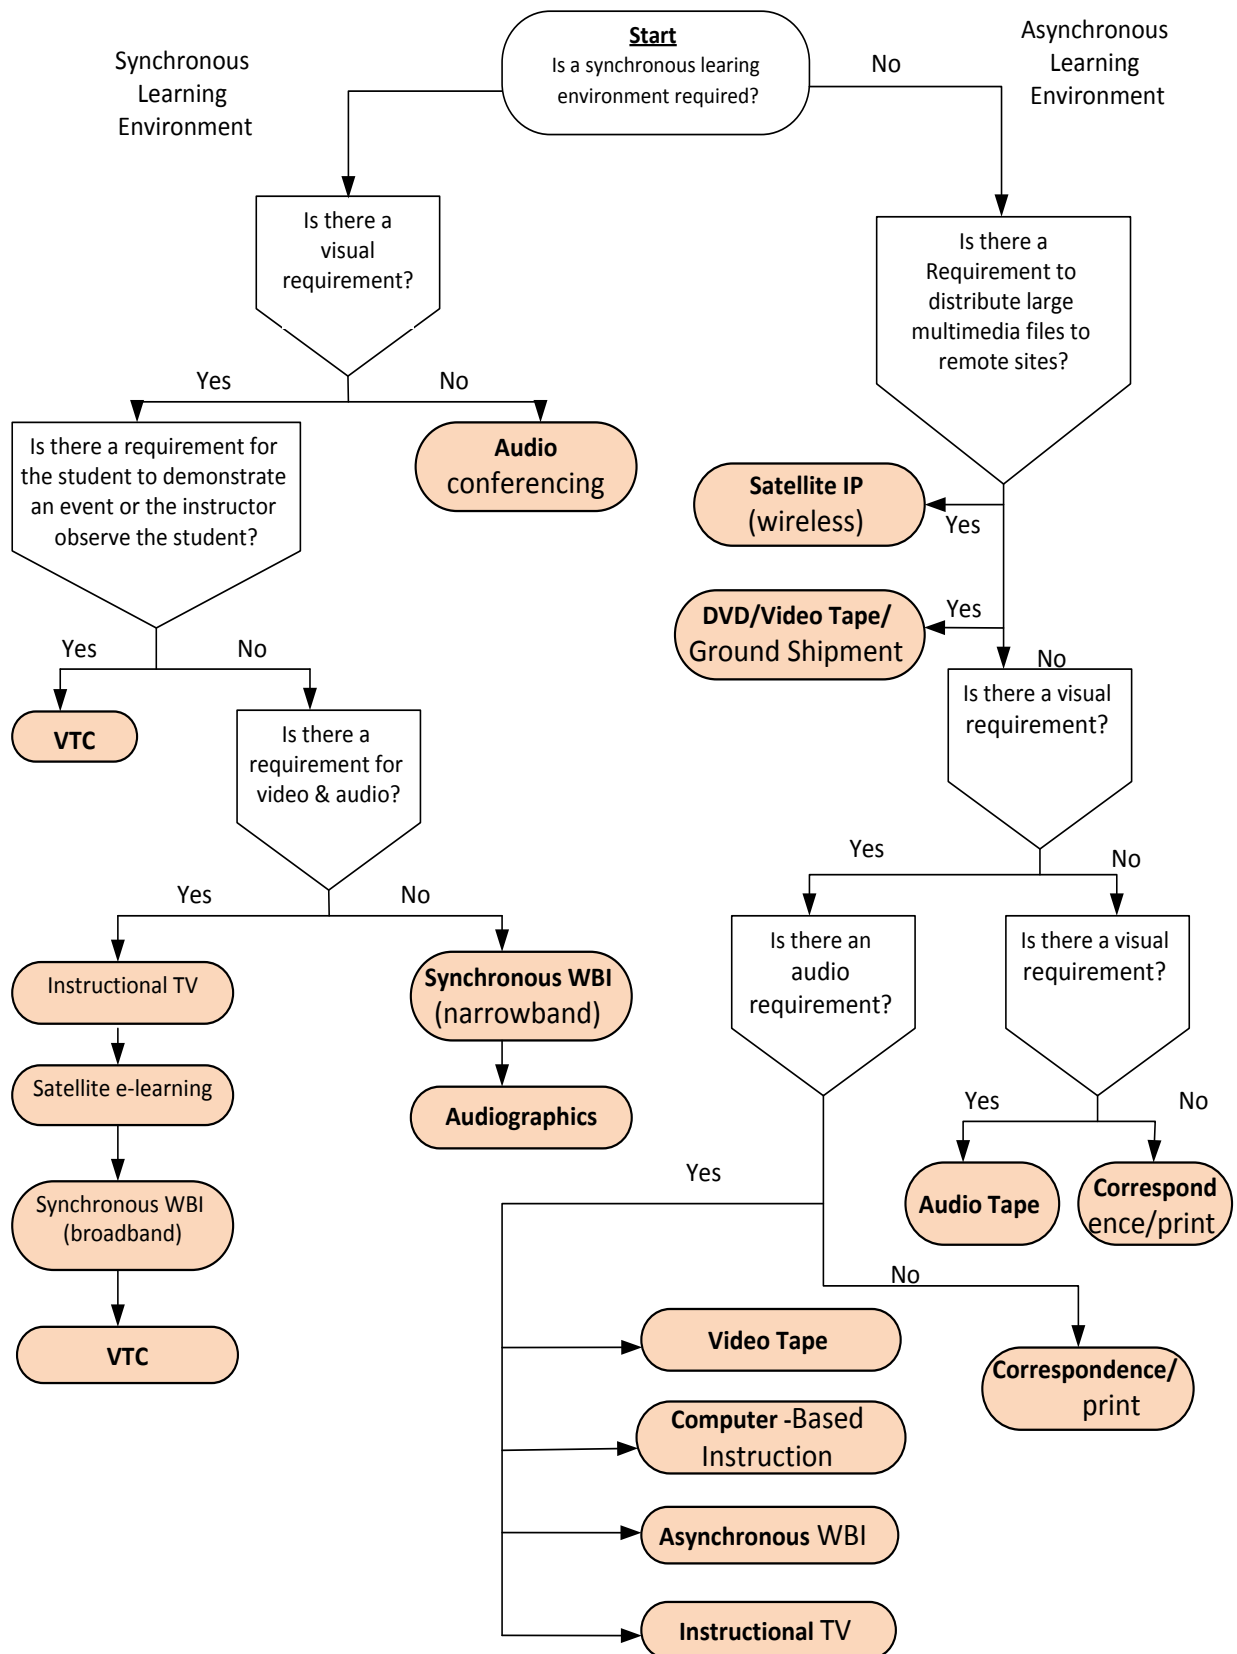 Start
Is a synchronous learing
environment required?
Synchronous
Learning
Environment
No
Asynchronous
Learning
Environment
Is there a
visual
requirement?
Is there a
Requirement to
distribute large
multimedia files to
remote sites?
Yes
No
Is there a requirement for
the student to demonstrate
an event or the instructor
observe the student?
Audio
conferencing
Satellite IP
(wireless)
Yes
DVD/Video Tape/
Ground Shipment
Yes
No
Yes
No
VTC
Is there a
requirement for
video & audio?
Is there a visual
requirement?
Yes
No
Yes
No
Instructional TV
Satellite e-learning
Synchronous WBI
(broadband)
VTC
Synchronous WBI
(narrowband)
Audiographics
Is there an
audio
requirement?
Is there a visual
requirement?
Yes
No
Audio Tape
Correspond
ence/print
Yes
No
Video Tape
Computer -Based
Instruction
Asynchronous WBI
Instructional TV
Correspondence/
print